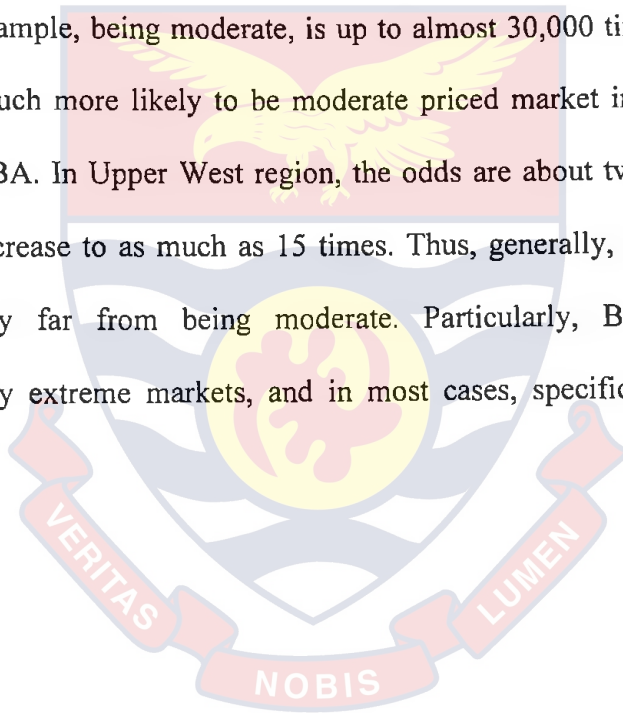 ample, being moderate, is up to almost 30,000 ti
uch more likely to be moderate priced market i
BA. In Upper West region, the odds are about tw
crease to as much as 15 times. Thus, generally,
y far from being moderate. Particularly, B
y extreme markets, and in most cases, specific
VERITAS
NOBIS
LUMEN